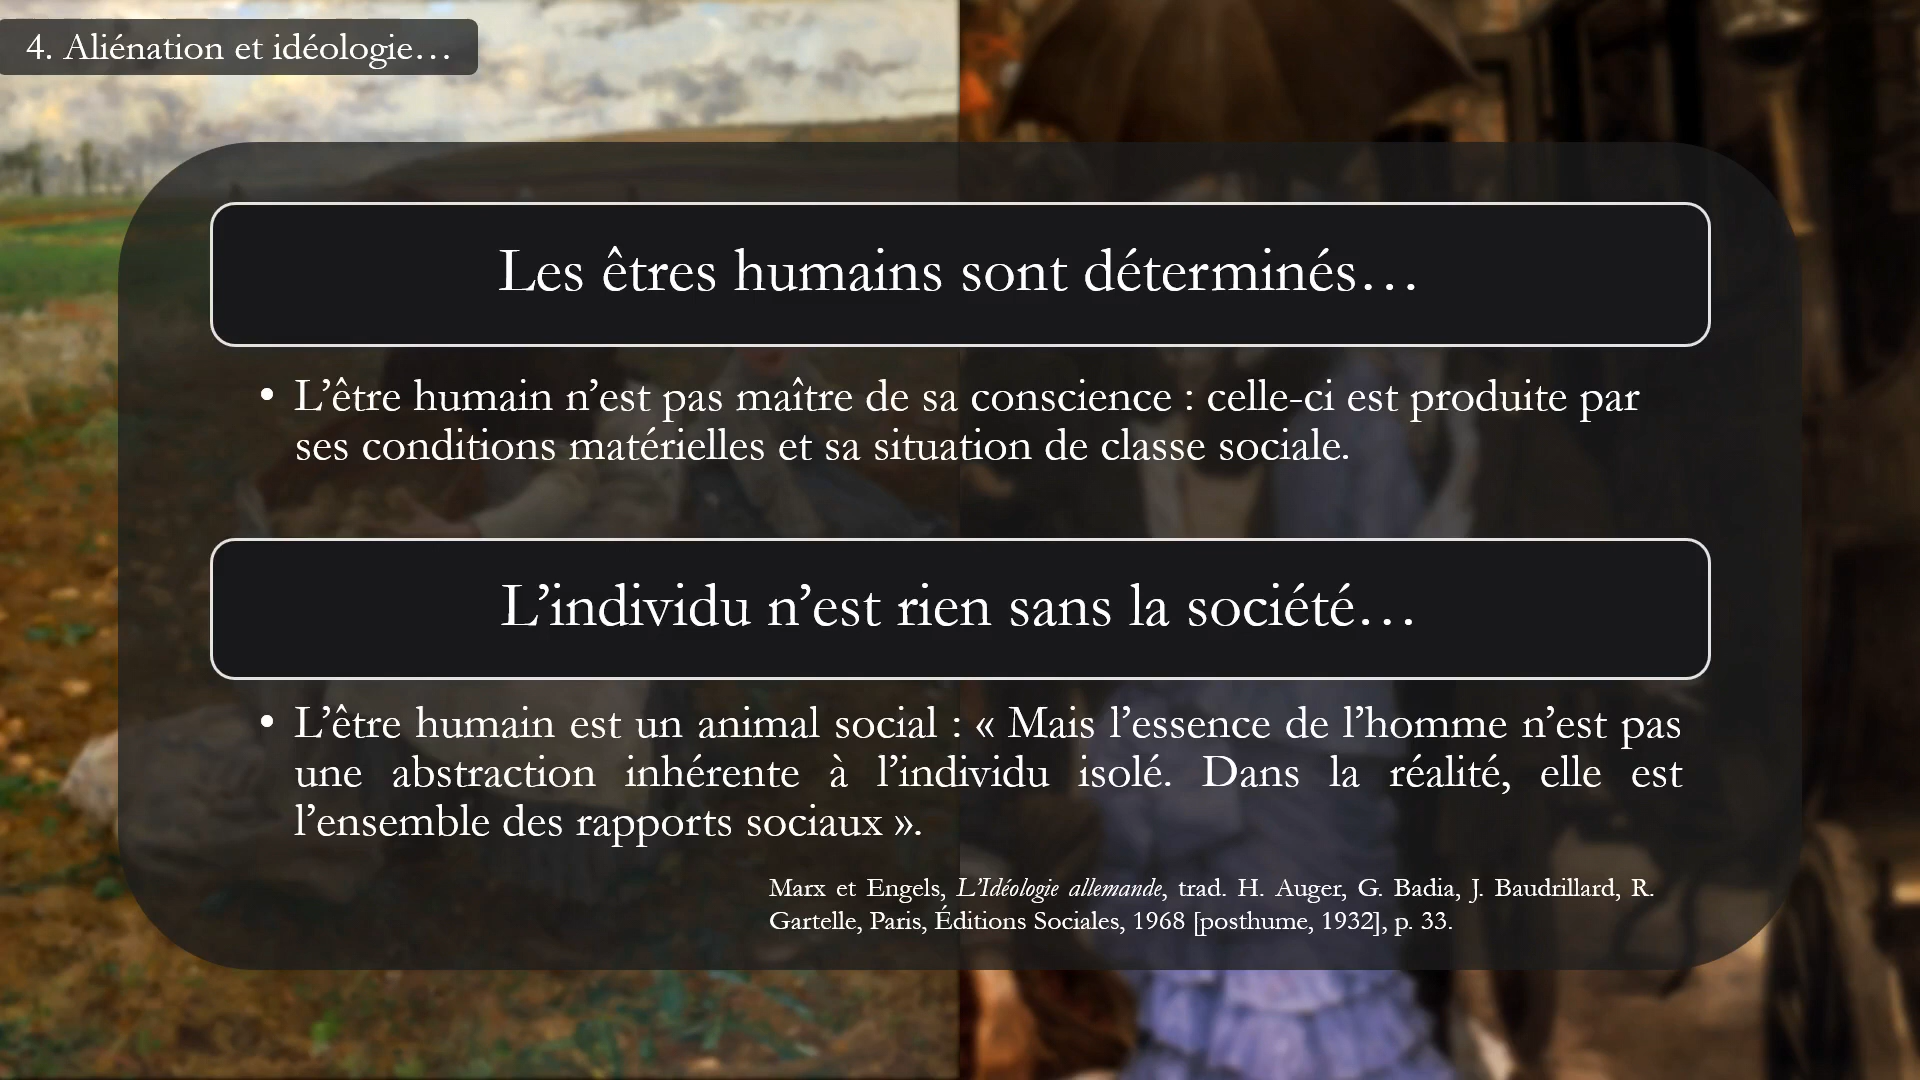 4. Aliénation et idéologie…
Les êtres humains sont déterminés…
• L’être humain n’est pas maître de sa conscience : celle-ci est produite par
ses conditions matérielles et sa situation de classe sociale.
L’individu n’est rien sans la société…
• L’être humain est un animal social : « Mais l’essence de l’homme n’est pas
une abstraction inhérente à l’individu isolé. Dans la réalité, elle est
l’ensemble des rapports sociaux ».
Marx et Engels, L’Idéologie allemande, trad. H. Auger, G. Badia, J. Baudrillard, R.
Gartelle, Paris, Éditions Sociales, 1968 [posthume, 1932], p. 33.